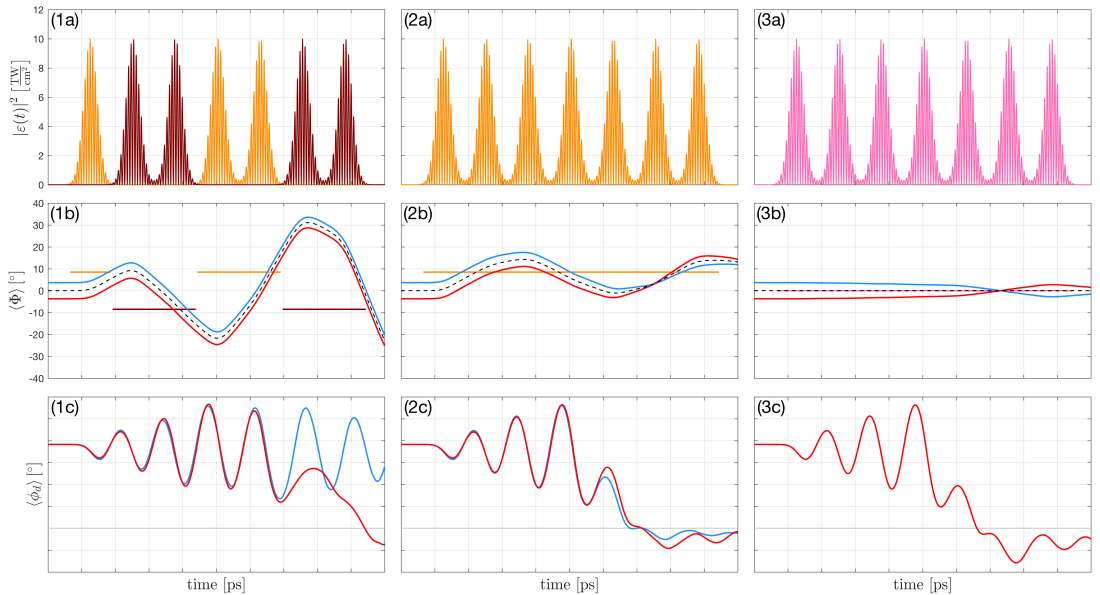 (1a) (2a) (3a)
|ε(t)|² [TW/cm²]
12
10
8
6
4
2
0
(1b) (2b) (3b)
⟨Φ⟩ [°]
40
30
20
10
0
-10
-20
-30
-40
(1c) (2c) (3c)
⟨ϕd⟩ [°]
time [ps] time [ps] time [ps]